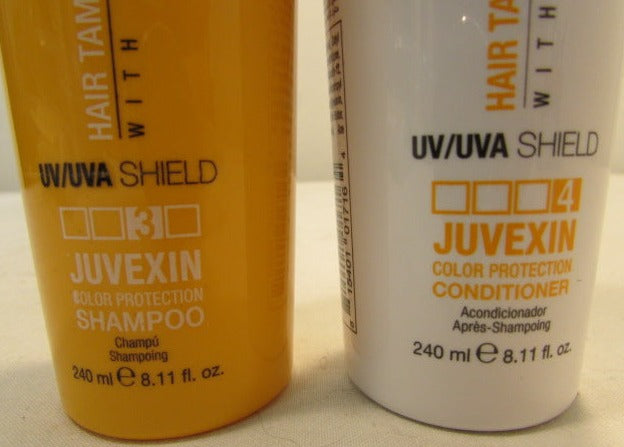 HAIR TAM
WITH
UV/UVA SHIELD
3
JUVEXIN
COLOR PROTECTION
SHAMPOO
Champú
Shampoing
240 ml e 8.11 fl. oz.
HAIR TAM
WITH
UV/UVA SHIELD
4
JUVEXIN
COLOR PROTECTION
CONDITIONER
Acondicionador
Après-Shampoing
240 ml e 8.11 fl. oz.